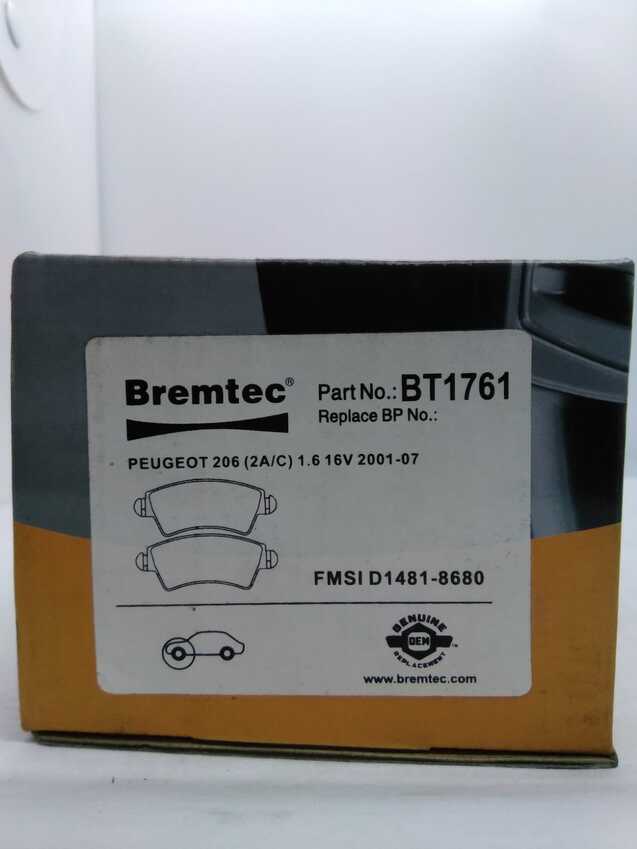 Bremtec®
Part No.: BT1761
Replace BP No.:
PEUGEOT 206 (2A/C) 1.6 16V 2001-07
FMSI D1481-8680
GENUINE
OEM
REPLACEMENT
™
www.bremtec.com